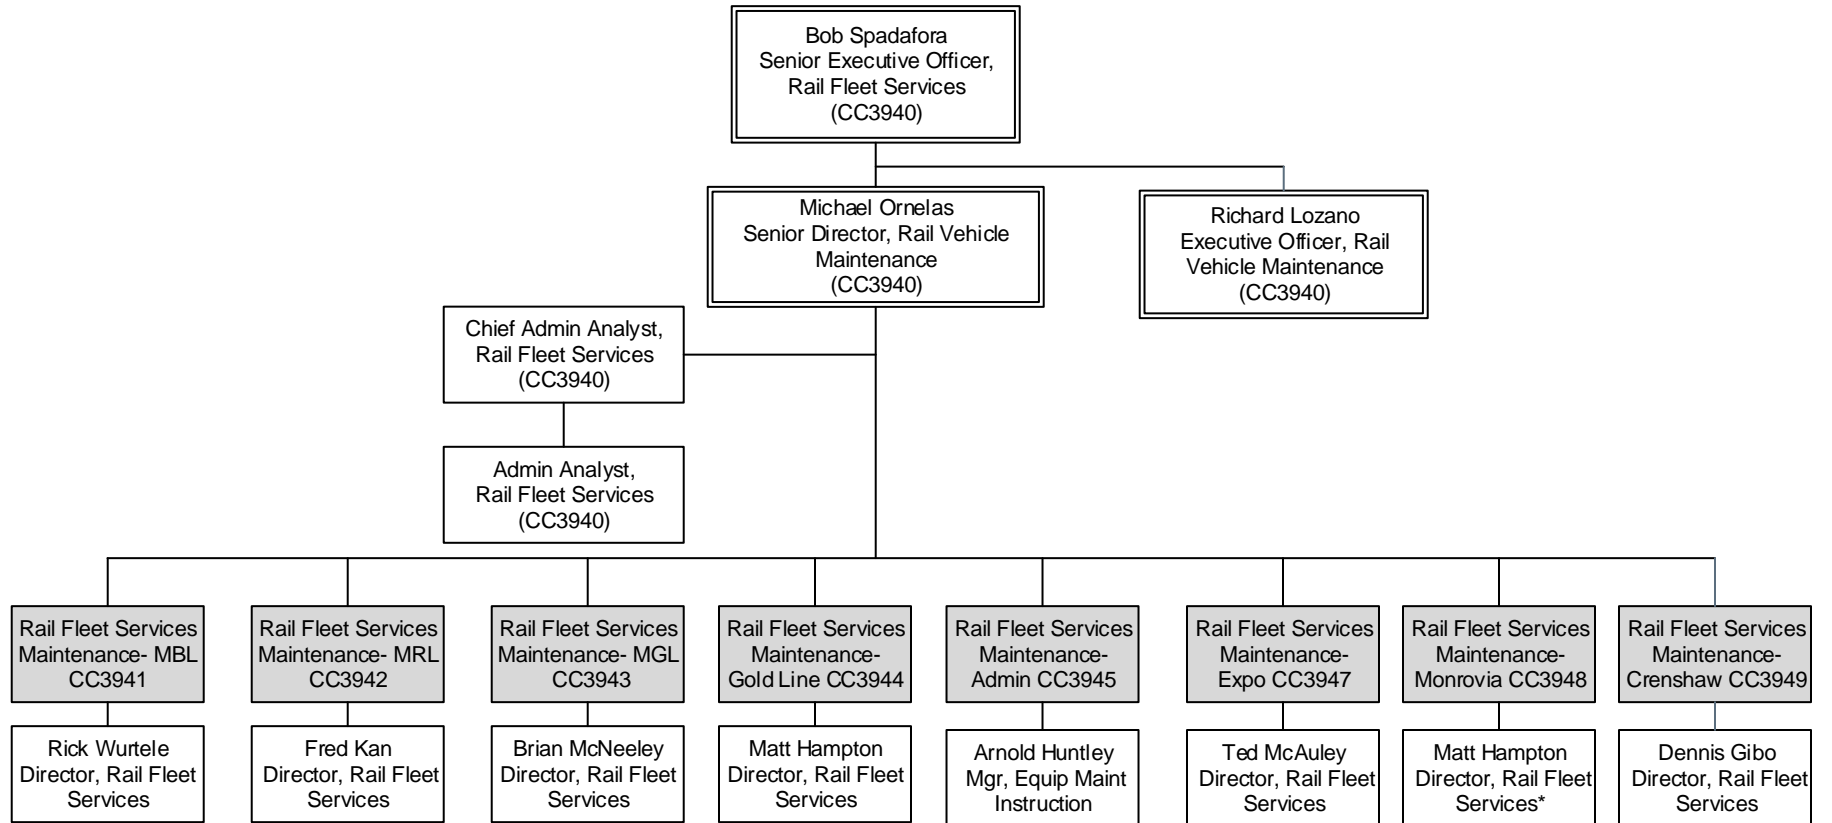 Bob Spadafora
Senior Executive Officer,
Rail Fleet Services
(CC3940)
Michael Ornelas
Senior Director, Rail Vehicle
Maintenance
(CC3940)
Richard Lozano
Executive Officer, Rail
Vehicle Maintenance
(CC3940)
Chief Admin Analyst,
Rail Fleet Services
(CC3940)
Admin Analyst,
Rail Fleet Services
(CC3940)
Rail Fleet Services
Maintenance- MBL
CC3941
Rail Fleet Services
Maintenance- MRL
CC3942
Rail Fleet Services
Maintenance- MGL
CC3943
Rail Fleet Services
Maintenance-
Gold Line CC3944
Rail Fleet Services
Maintenance-
Admin CC3945
Rail Fleet Services
Maintenance-
Expo CC3947
Rail Fleet Services
Maintenance-
Monrovia CC3948
Rail Fleet Services
Maintenance-
Crenshaw CC3949
Rick Wurtele
Director, Rail Fleet
Services
Fred Kan
Director, Rail Fleet
Services
Brian McNeeley
Director, Rail Fleet
Services
Matt Hampton
Director, Rail Fleet
Services
Arnold Huntley
Mgr, Equip Maint
Instruction
Ted McAuley
Director, Rail Fleet
Services
Matt Hampton
Director, Rail Fleet
Services*
Dennis Gibo
Director, Rail Fleet
Services